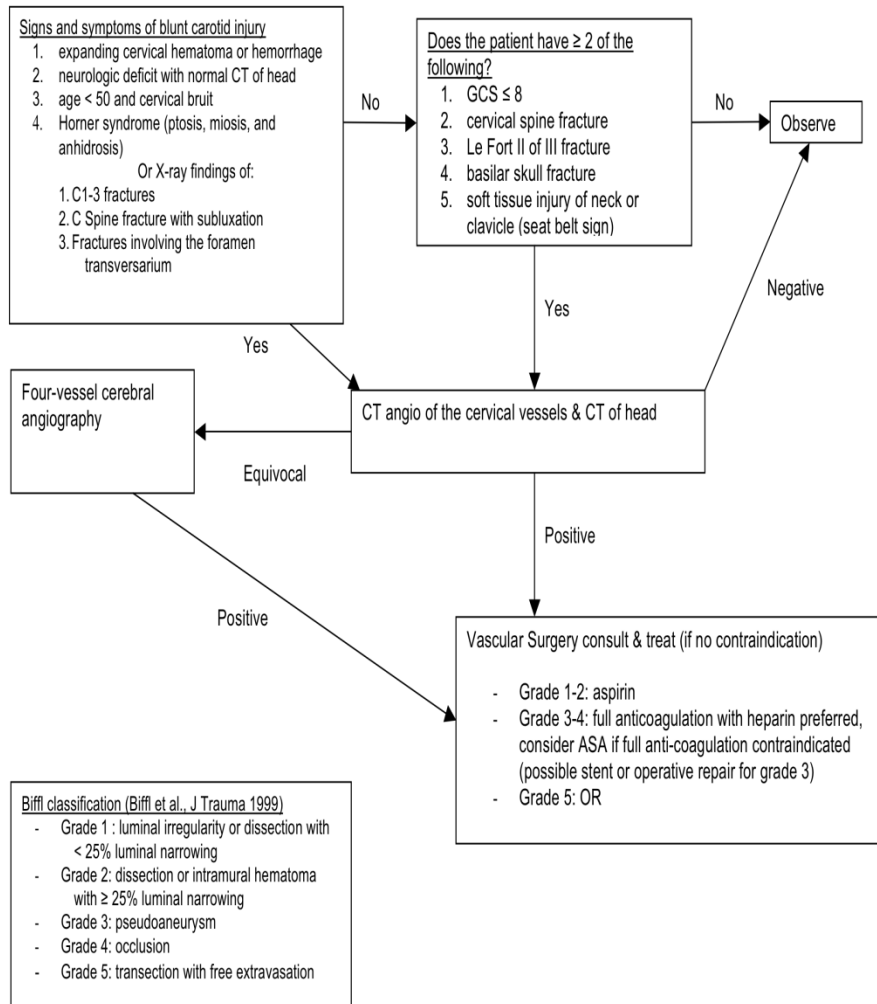 Signs and symptoms of blunt carotid injury
1. expanding cervical hematoma or hemorrhage
2. neurologic deficit with normal CT of head
3. age < 50 and cervical bruit
4. Horner syndrome (ptosis, miosis, and
anhidrosis)
Or X-ray findings of:
1. C1-3 fractures
2. C Spine fracture with subluxation
3. Fractures involving the foramen
transversarium
No
Does the patient have ≥ 2 of the
following?
1. GCS ≤ 8
2. cervical spine fracture
3. Le Fort II of III fracture
4. basilar skull fracture
5. soft tissue injury of neck or
clavicle (seat belt sign)
No
Observe
Yes
Yes
Negative
Four-vessel cerebral
angiography
Equivocal
CT angio of the cervical vessels & CT of head
Positive
Positive
Vascular Surgery consult & treat (if no contraindication)
- Grade 1-2: aspirin
- Grade 3-4: full anticoagulation with heparin preferred,
consider ASA if full anti-coagulation contraindicated
(possible stent or operative repair for grade 3)
- Grade 5: OR
Biffl classification (Biffl et al., J Trauma 1999)
- Grade 1 : luminal irregularity or dissection with
< 25% luminal narrowing
- Grade 2: dissection or intramural hematoma
with ≥ 25% luminal narrowing
- Grade 3: pseudoaneurysm
- Grade 4: occlusion
- Grade 5: transection with free extravasation